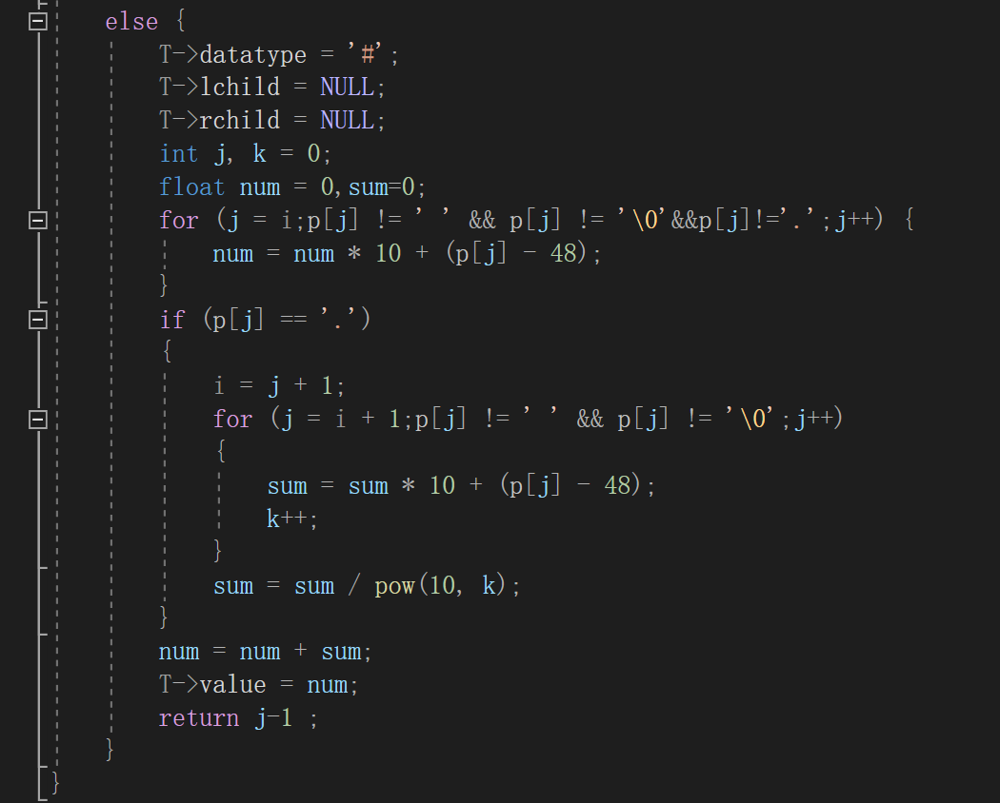 else {
T->datatype = '#';
T->lchild = NULL;
T->rchild = NULL;
int j, k = 0;
float num = 0,sum=0;
for (j = i;p[j] != ' ' && p[j] != '\0'&&p[j]!='.';j++) {
num = num * 10 + (p[j] - 48);
}
if (p[j] == '.')
{
i = j + 1;
for (j = i + 1;p[j] != ' ' && p[j] != '\0';j++)
{
sum = sum * 10 + (p[j] - 48);
k++;
}
sum = sum / pow(10, k);
}
num = num + sum;
T->value = num;
return j-1 ;
}
}